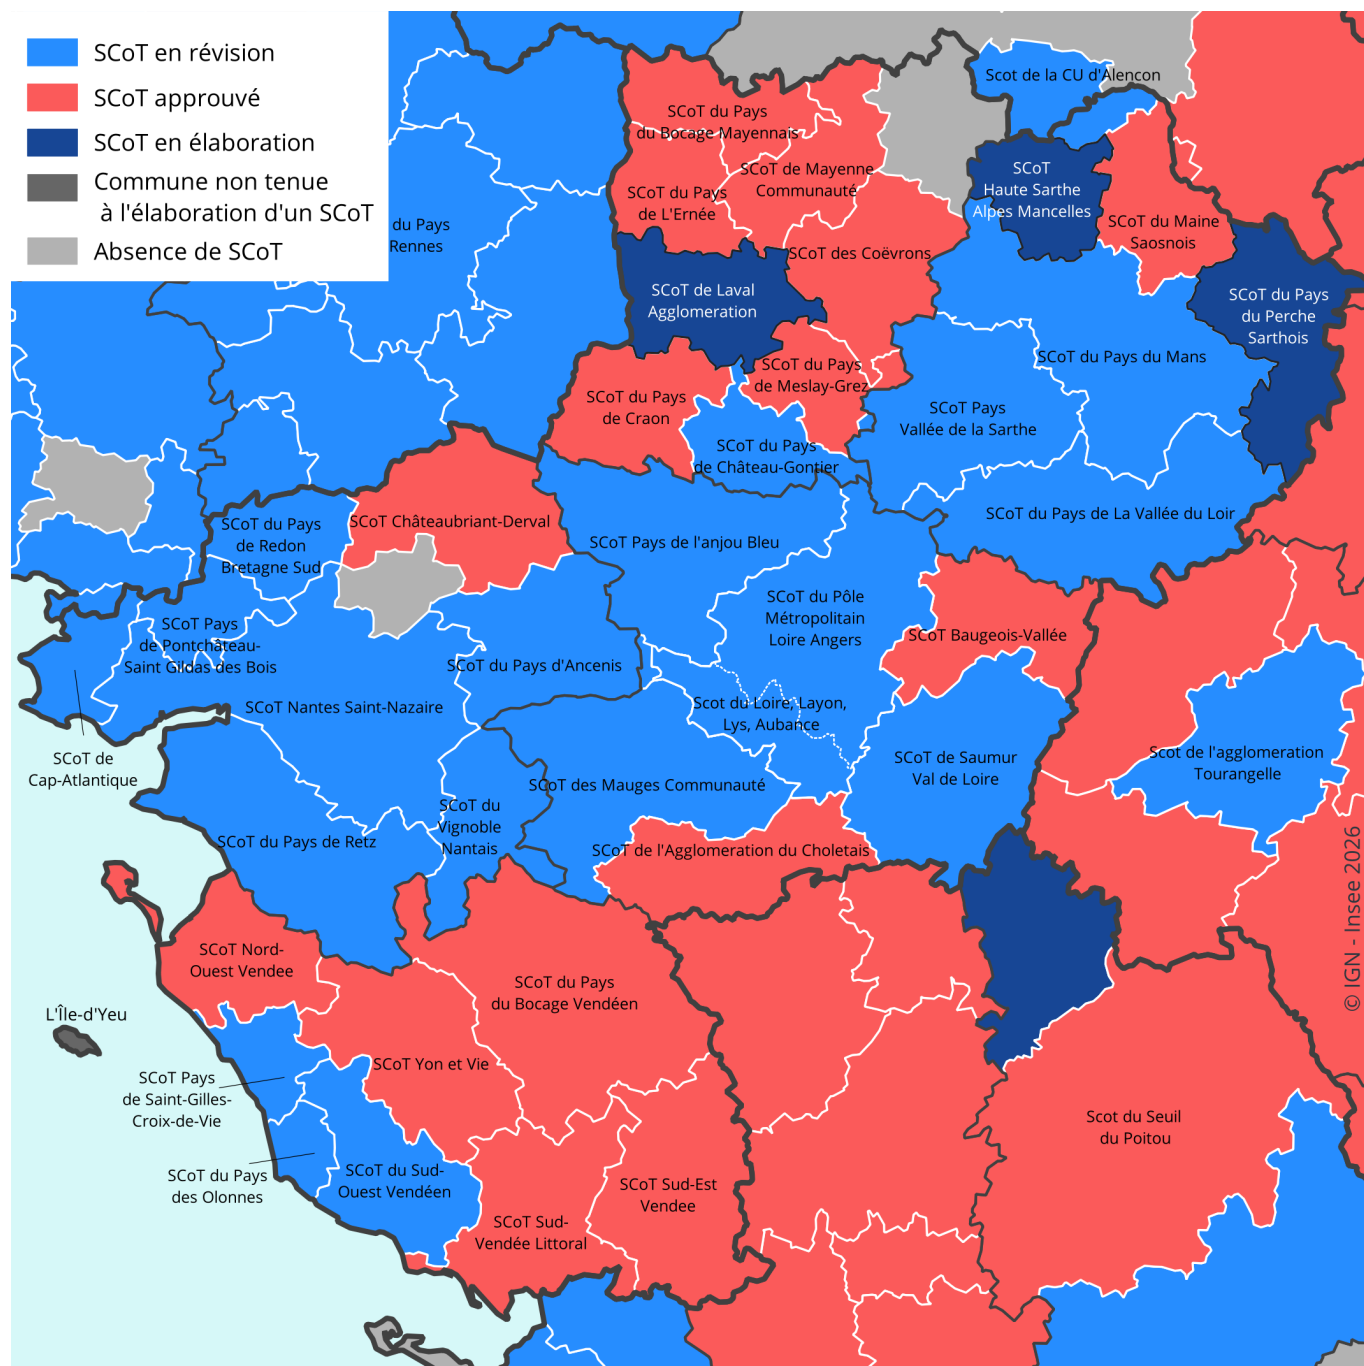 SCoT en révision
SCoT approuvé
SCoT en élaboration
Commune non tenue
à l'élaboration d'un SCoT
Absence de SCoT
Scot de la CU d'Alencon
SCoT du Pays
du Bocage Mayennais
SCoT de Mayenne
Communauté
SCoT du Pays
de L'Ernée
SCoT
Haute Sarthe
Alpes Mancelles
SCoT du Maine
Saosnois
du Pays
Rennes
SCoT des Coëvrons
SCoT de Laval
Agglomeration
SCoT du Pays
du Perche
Sarthois
SCoT du Pays du Mans
SCoT du Pays
de Meslay-Grez
SCoT du Pays
de Craon
SCoT Pays
Vallée de la Sarthe
SCoT du Pays
de Château-Gontier
SCoT du Pays de La Vallée du Loir
SCoT du Pays
de Redon
Bretagne Sud
SCoT Châteaubriant-Derval
SCoT Pays de l'anjou Bleu
SCoT du Pôle
Métropolitain
Loire Angers
SCoT Baugeois-Vallée
SCoT Pays
de Pontchâteau-
Saint Gildas des Bois
SCoT du Pays d'Ancenis
SCoT Nantes Saint-Nazaire
Scot du Loire, Layon,
Lys, Aubance
SCoT de
Cap-Atlantique
SCoT de Saumur
Val de Loire
Scot de l'agglomeration
Tourangelle
SCoT des Mauges Communauté
SCoT du
Vignoble
Nantais
SCoT du Pays de Retz
SCoT de l'Agglomeration du Choletais
SCoT Nord-
Ouest Vendee
SCoT du Pays
du Bocage Vendéen
L'Île-d'Yeu
SCoT Yon et Vie
SCoT Pays
de Saint-Gilles-
Croix-de-Vie
Scot du Seuil
du Poitou
SCoT du Pays
des Olonnes
SCoT du Sud-
Ouest Vendéen
SCoT Sud-Est
Vendee
SCoT Sud-
Vendée Littoral
© IGN - Insee 2026